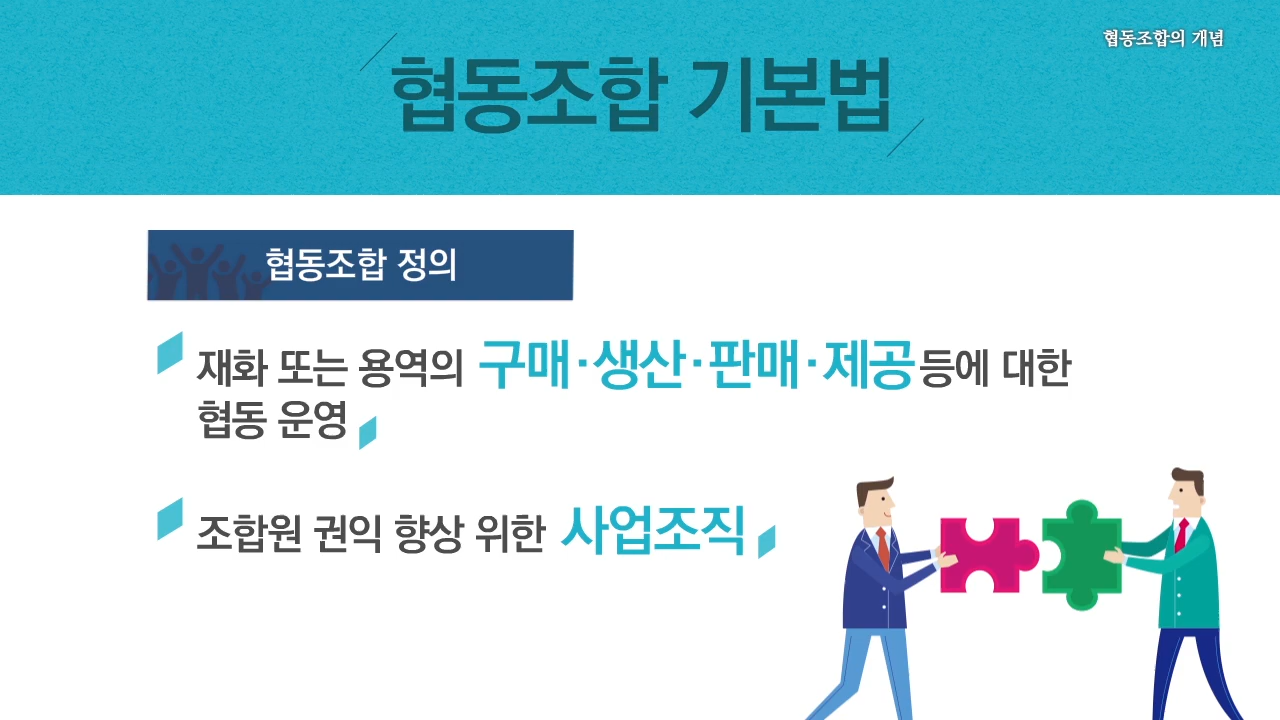 협동조합의 개념
협동조합 기본법
협동조합 정의
재화 또는 용역의 구매·생산·판매·제공등에 대한
협동 운영
조합원 권익 향상 위한 사업조직